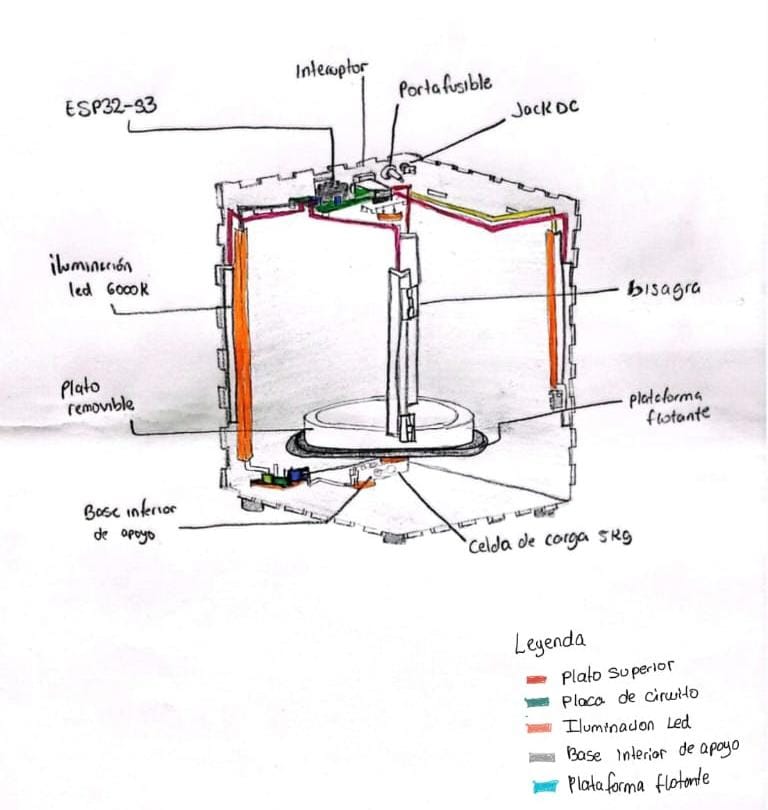 Interruptor
Portafusible
ESP32-S3
Jack DC
iluminación
led 6000K
bisagra
Plato
removible
plataforma
flotante
Base inferior
de apoyo
Celda de carga 5Kg
Leyenda
Plato Superior
Placa de circuito
Iluminacion Led
Base Interior de apoyo
Plataforma flotante